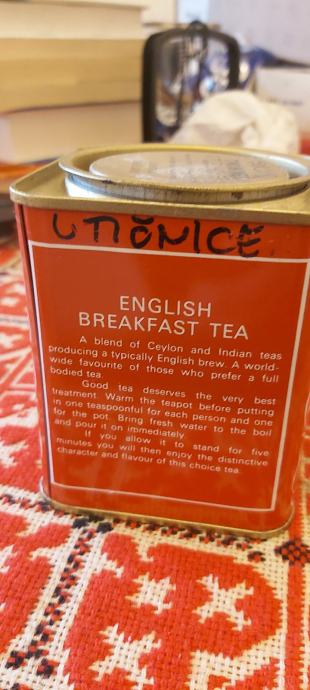 UTIČNICE
ENGLISH
BREAKFAST TEA
A blend of Ceylon and Indian teas
producing a typically English brew. A world-
wide favourite of those who prefer a full
bodied tea.
Good tea deserves the very best
treatment. Warm the teapot before putting
in one teaspoonful for each person and one
for the pot. Bring fresh water to the boil
and pour it on immediately.
If you allow it to stand for five
minutes you will then enjoy the distinctive
character and flavour of this choice tea.